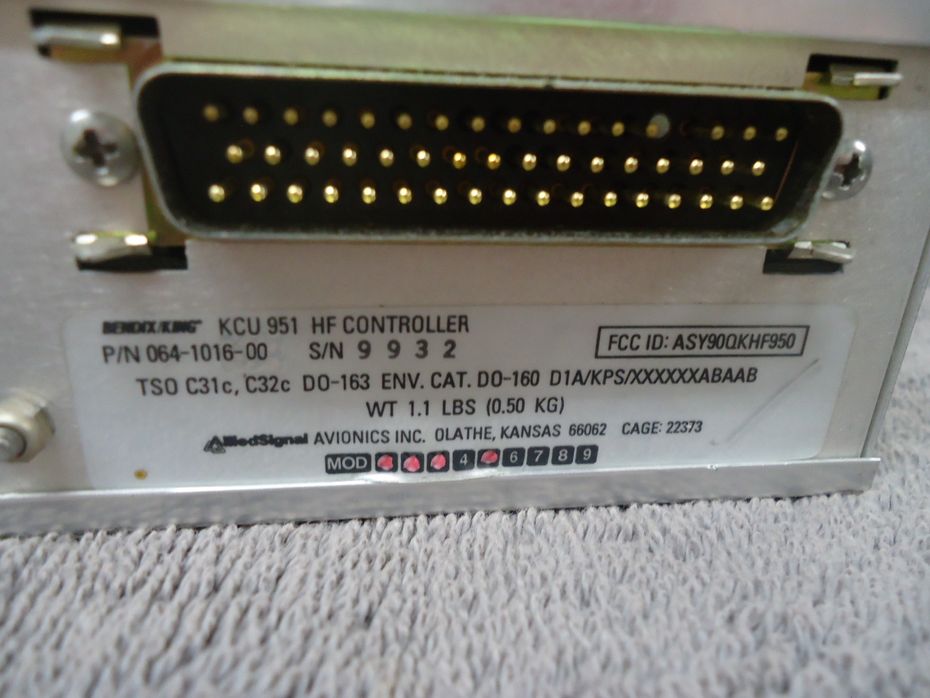 BENDIX/KING™ KCU 951 HF CONTROLLER
P/N 064-1016-00 S/N 9932
FCC ID: ASY90QKHF950
TSO C31c, C32c DO-163 ENV. CAT. DO-160 D1A/KPS/XXXXXXABAAB
WT 1.1 LBS (0.50 KG)
AlliedSignal AVIONICS INC. OLATHE, KANSAS 66062 CAGE: 22373
MOD 4 6 7 8 9